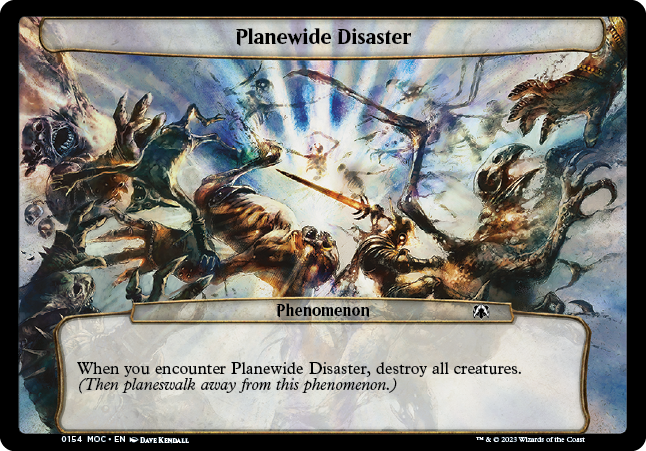 Planewide Disaster
Phenomenon
When you encounter Planewide Disaster, destroy all creatures.
(Then planeswalk away from this phenomenon.)
0154 MOC • EN DAVE KENDALL
™ & © 2023 Wizards of the Coast